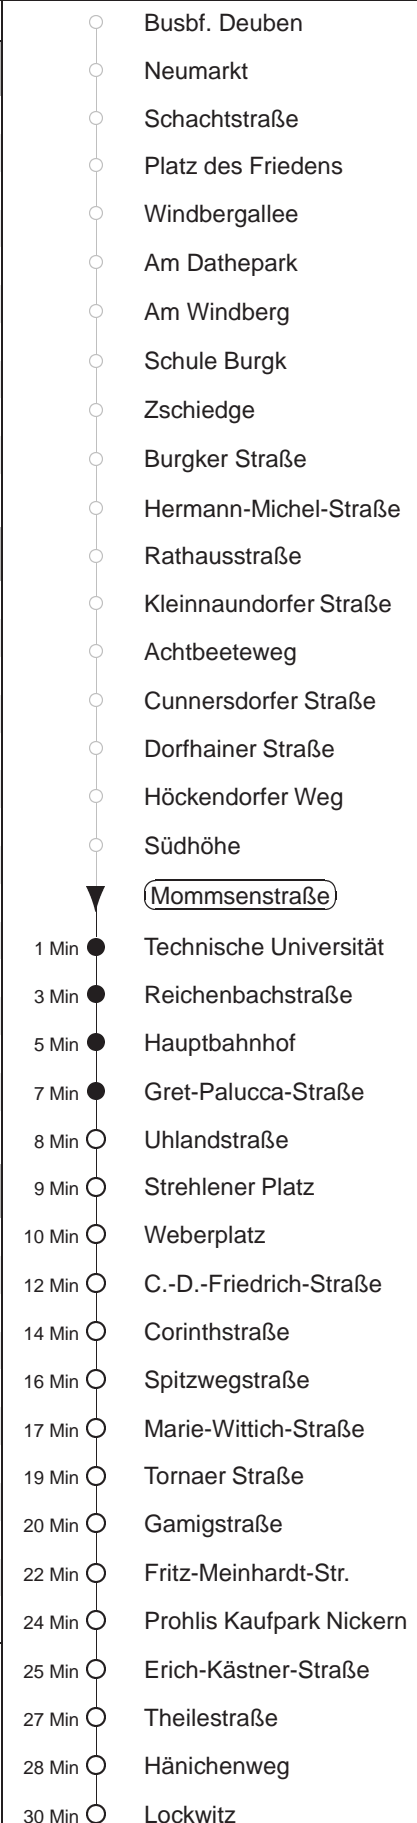 Busbf. Deuben
Neumarkt
Schachtstraße
Platz des Friedens
Windbergallee
Am Dathepark
Am Windberg
Schule Burgk
Zschiedge
Burgker Straße
Hermann-Michel-Straße
Rathausstraße
Kleinnaundorfer Straße
Achtbeeteweg
Cunnersdorfer Straße
Dorfhainer Straße
Höckendorfer Weg
Südhöhe
Mommsenstraße
1 Min Technische Universität
3 Min Reichenbachstraße
5 Min Hauptbahnhof
7 Min Gret-Palucca-Straße
8 Min Uhlandstraße
9 Min Strehlener Platz
10 Min Weberplatz
12 Min C.-D.-Friedrich-Straße
14 Min Corinthstraße
16 Min Spitzwegstraße
17 Min Marie-Wittich-Straße
19 Min Tornaer Straße
20 Min Gamigstraße
22 Min Fritz-Meinhardt-Str.
24 Min Prohlis Kaufpark Nickern
25 Min Erich-Kästner-Straße
27 Min Theilestraße
28 Min Hänichenweg
30 Min Lockwitz